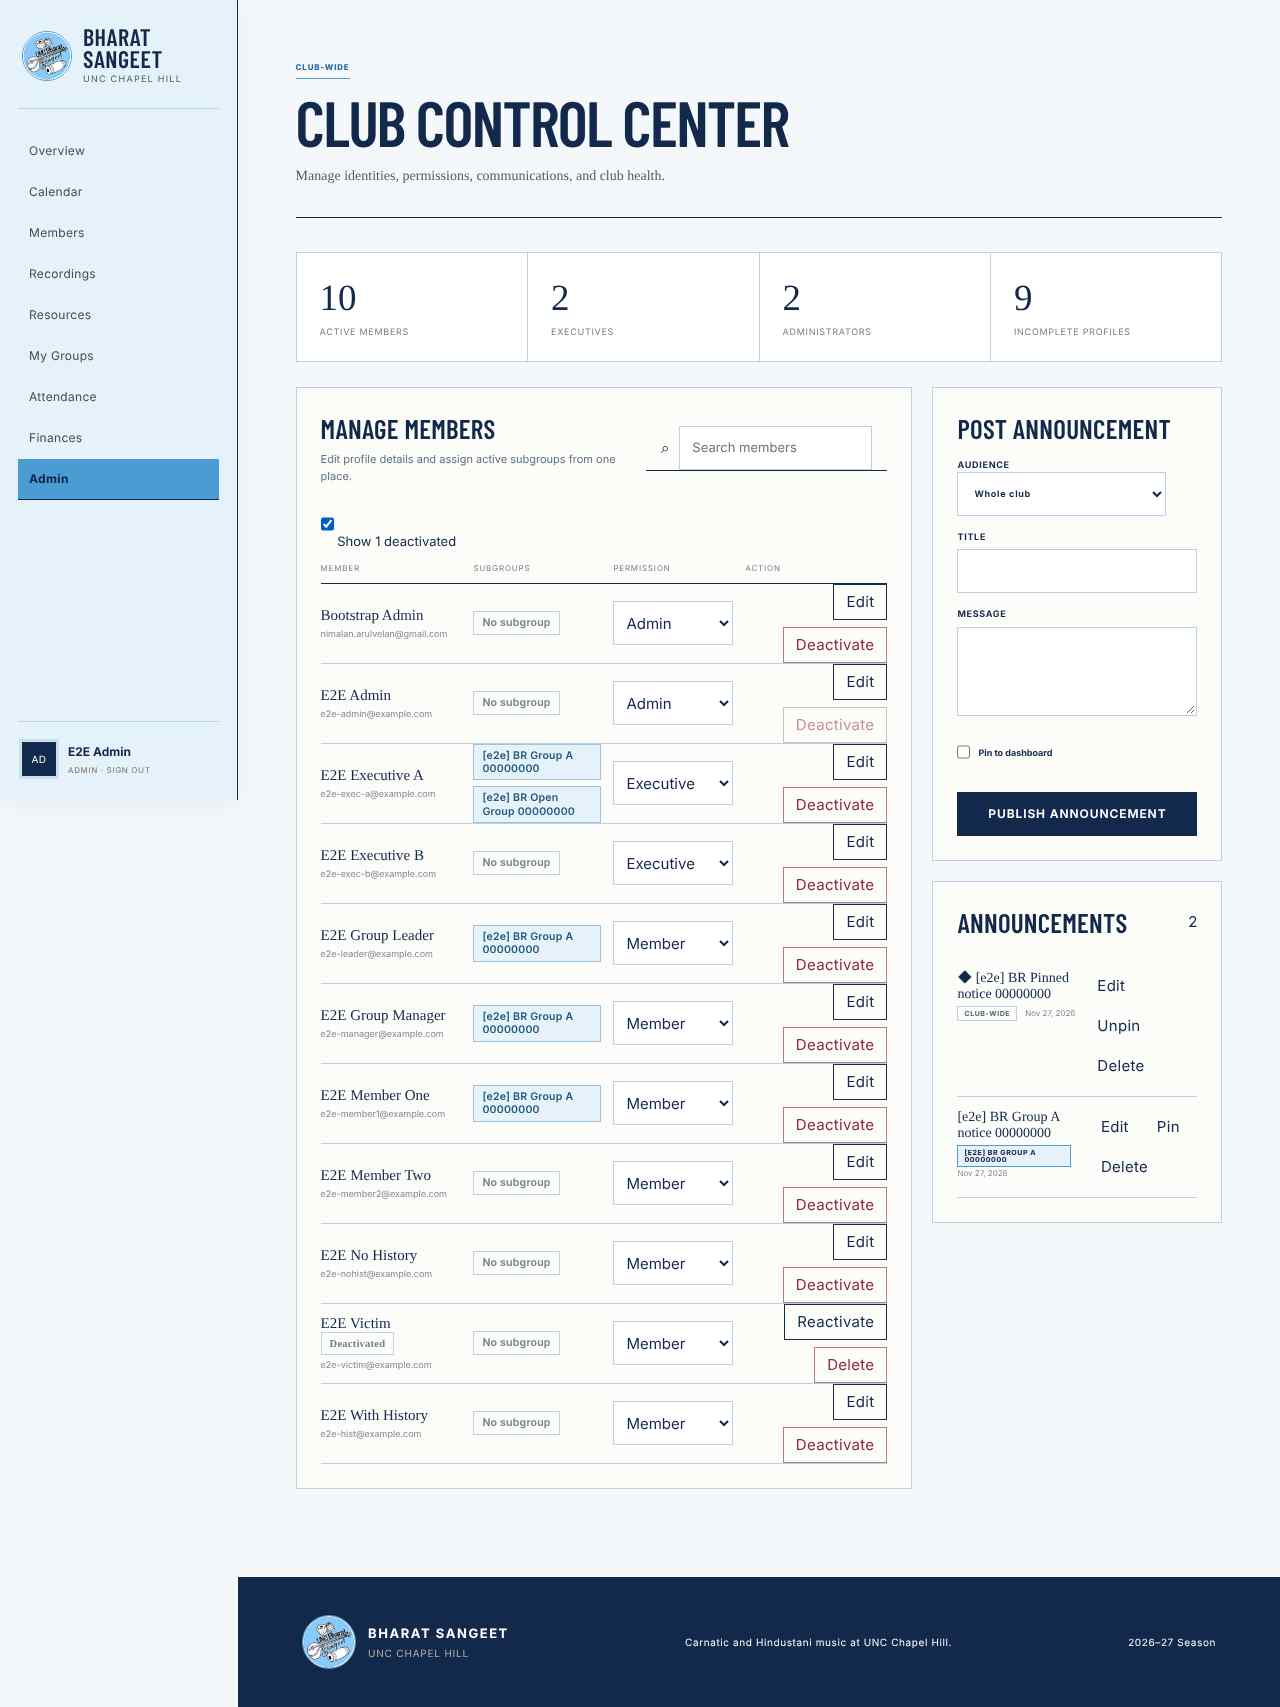 BHARAT
SANGEET
UNC CHAPEL HILL
Overview
Calendar
Members
Recordings
Resources
My Groups
Attendance
Finances
Admin
AD
E2E Admin
ADMIN · SIGN OUT
CLUB-WIDE
CLUB CONTROL CENTER
Manage identities, permissions, communications, and club health.
10
ACTIVE MEMBERS
2
EXECUTIVES
2
ADMINISTRATORS
9
INCOMPLETE PROFILES
MANAGE MEMBERS
Edit profile details and assign active subgroups from one
place.
⌕
Search members
Show 1 deactivated
MEMBER SUBGROUPS PERMISSION ACTION
Bootstrap Admin
nimalan.arulvelan@gmail.com
No subgroup
Admin
Edit
Deactivate
E2E Admin
e2e-admin@example.com
No subgroup
Admin
Edit
Deactivate
E2E Executive A
e2e-exec-a@example.com
[e2e] BR Group A
00000000
[e2e] BR Open
Group 00000000
Executive
Edit
Deactivate
E2E Executive B
e2e-exec-b@example.com
No subgroup
Executive
Edit
Deactivate
E2E Group Leader
e2e-leader@example.com
[e2e] BR Group A
00000000
Member
Edit
Deactivate
E2E Group Manager
e2e-manager@example.com
[e2e] BR Group A
00000000
Member
Edit
Deactivate
E2E Member One
e2e-member1@example.com
[e2e] BR Group A
00000000
Member
Edit
Deactivate
E2E Member Two
e2e-member2@example.com
No subgroup
Member
Edit
Deactivate
E2E No History
e2e-nohist@example.com
No subgroup
Member
Edit
Deactivate
E2E Victim
Deactivated
e2e-victim@example.com
No subgroup
Member
Reactivate
Delete
E2E With History
e2e-hist@example.com
No subgroup
Member
Edit
Deactivate
POST ANNOUNCEMENT
AUDIENCE
Whole club
TITLE
MESSAGE
Pin to dashboard
PUBLISH ANNOUNCEMENT
ANNOUNCEMENTS 2
◆ [e2e] BR Pinned
notice 00000000
CLUB-WIDE Nov 27, 2026
Edit
Unpin
Delete
[e2e] BR Group A
notice 00000000
[E2E] BR GROUP A
00000000
Nov 27, 2026
Edit Pin
Delete
BHARAT SANGEET
UNC CHAPEL HILL
Carnatic and Hindustani music at UNC Chapel Hill.
2026–27 Season